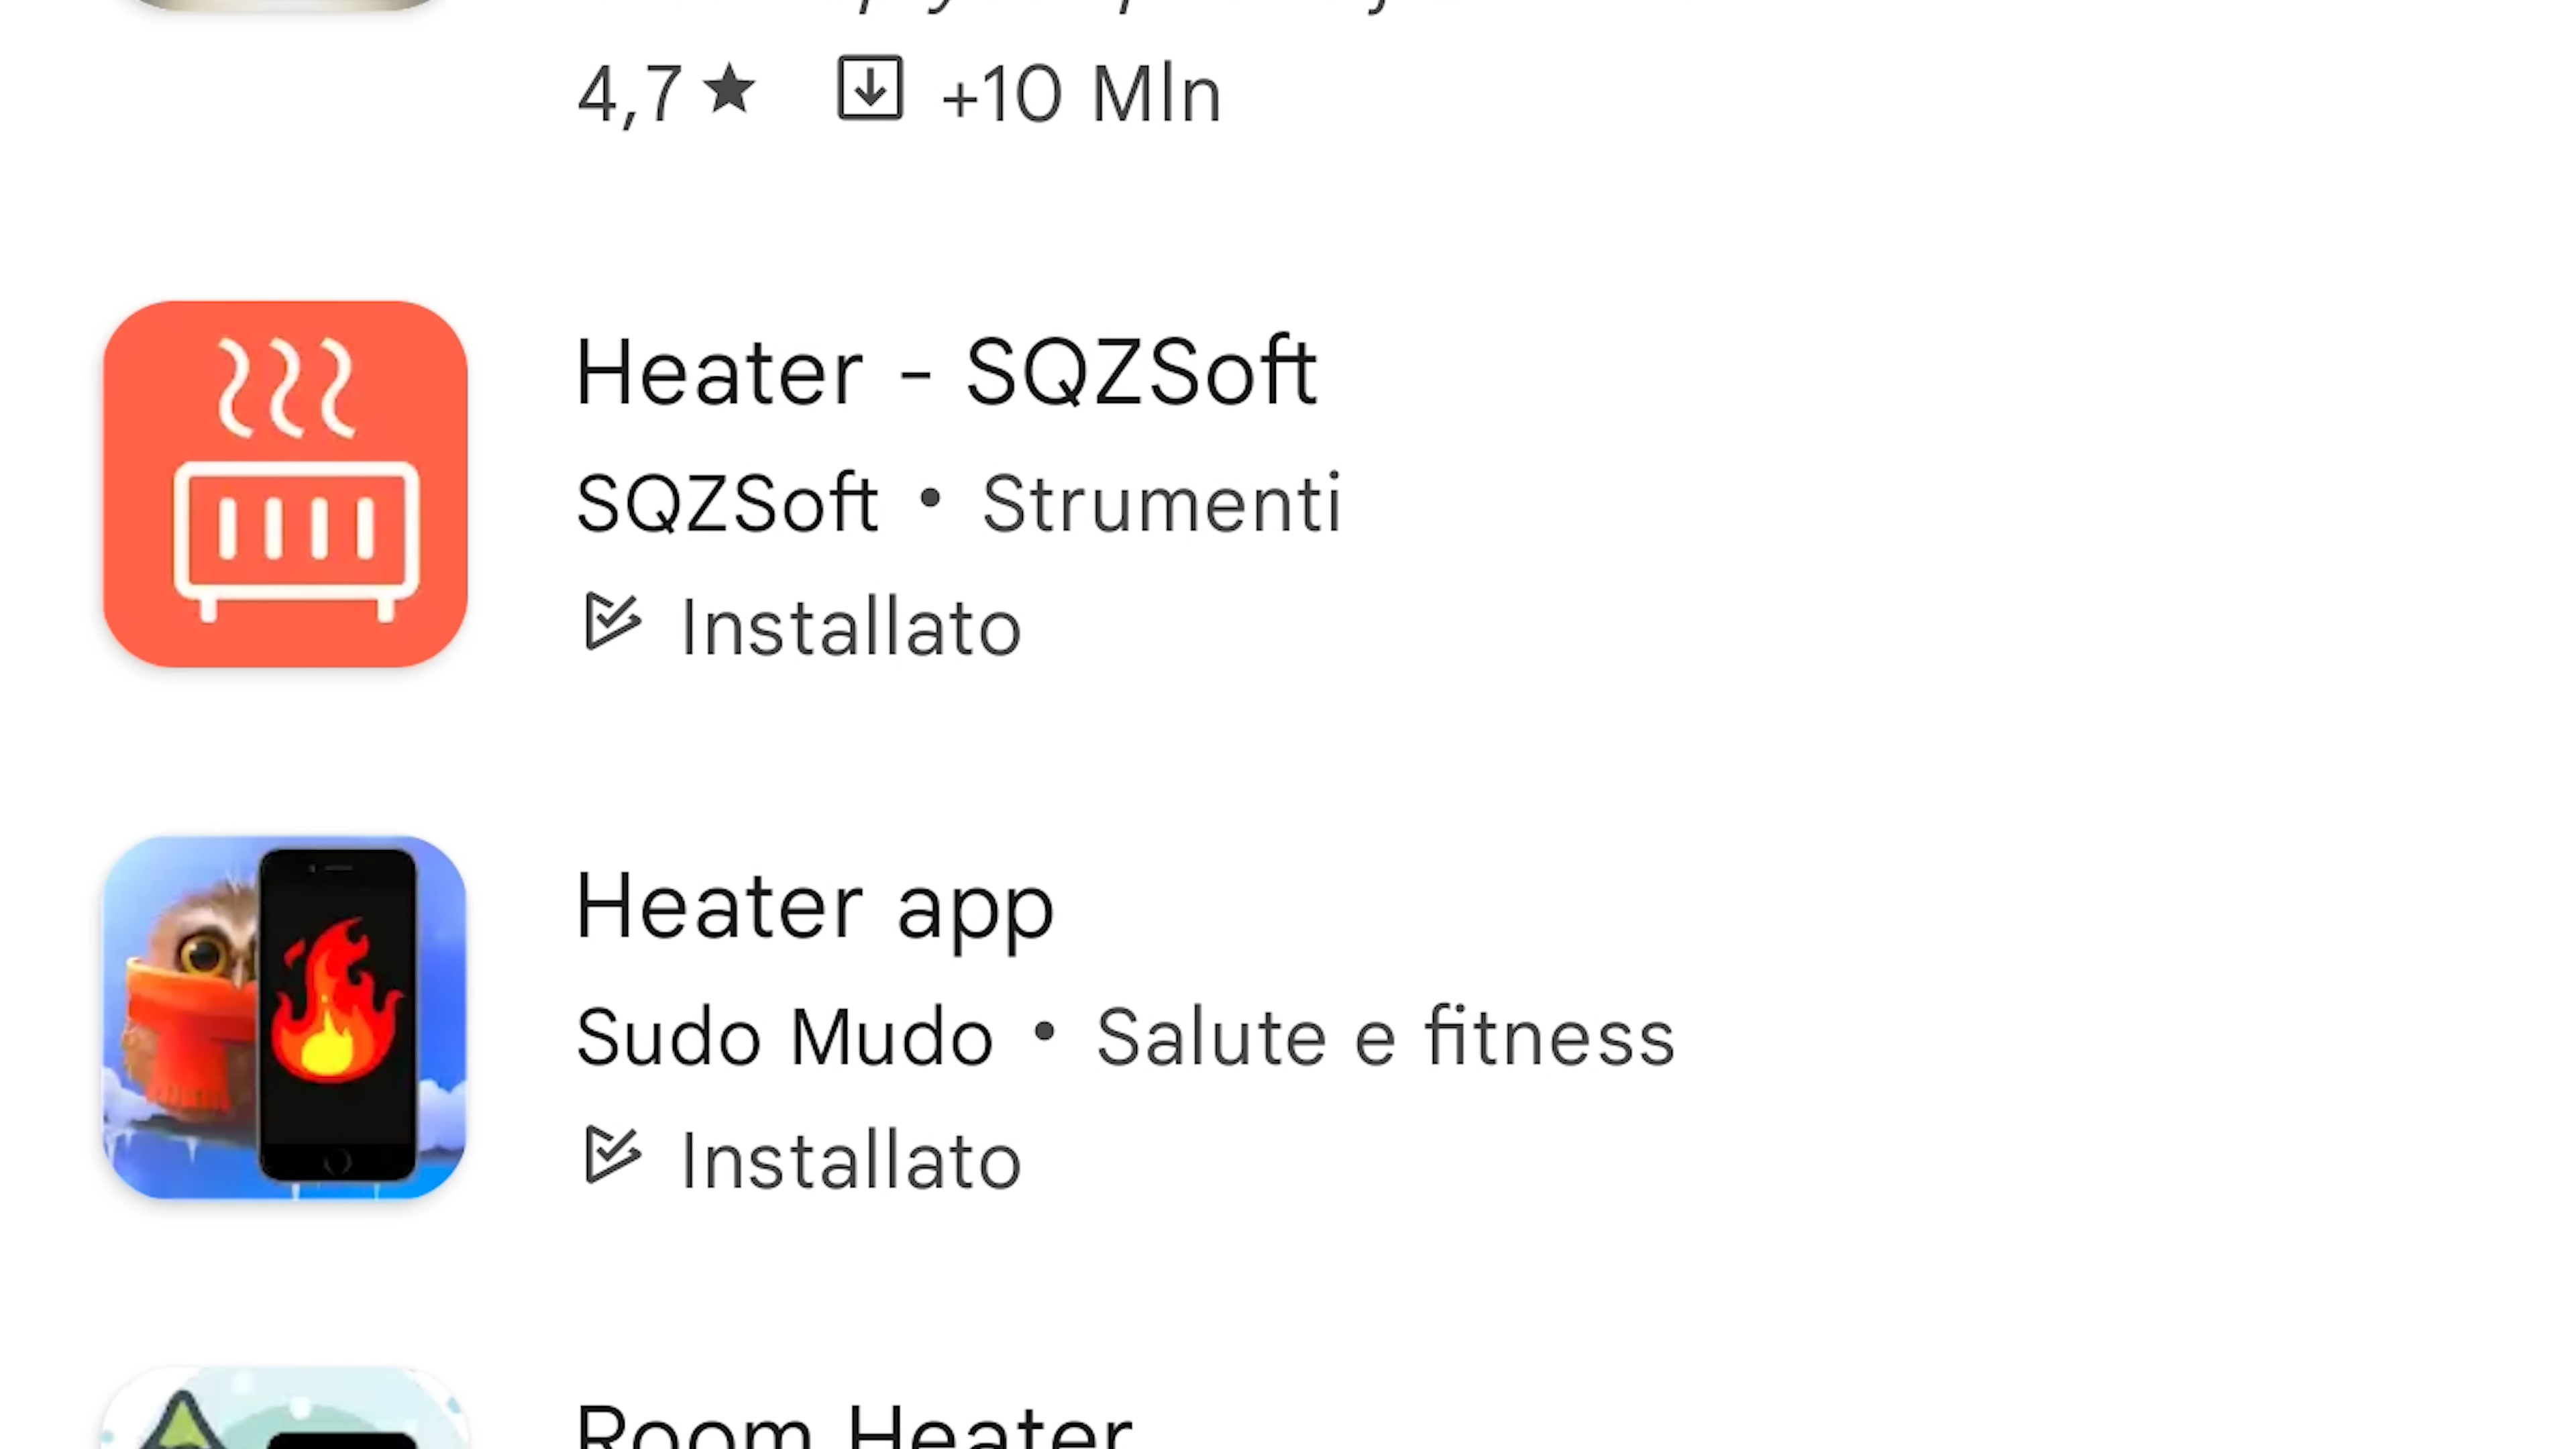 4,7★ +10 Mln
Heater - SQZSoft
SQZSoft • Strumenti
Installato
Heater app
Sudo Mudo • Salute e fitness
Installato
Room Heater